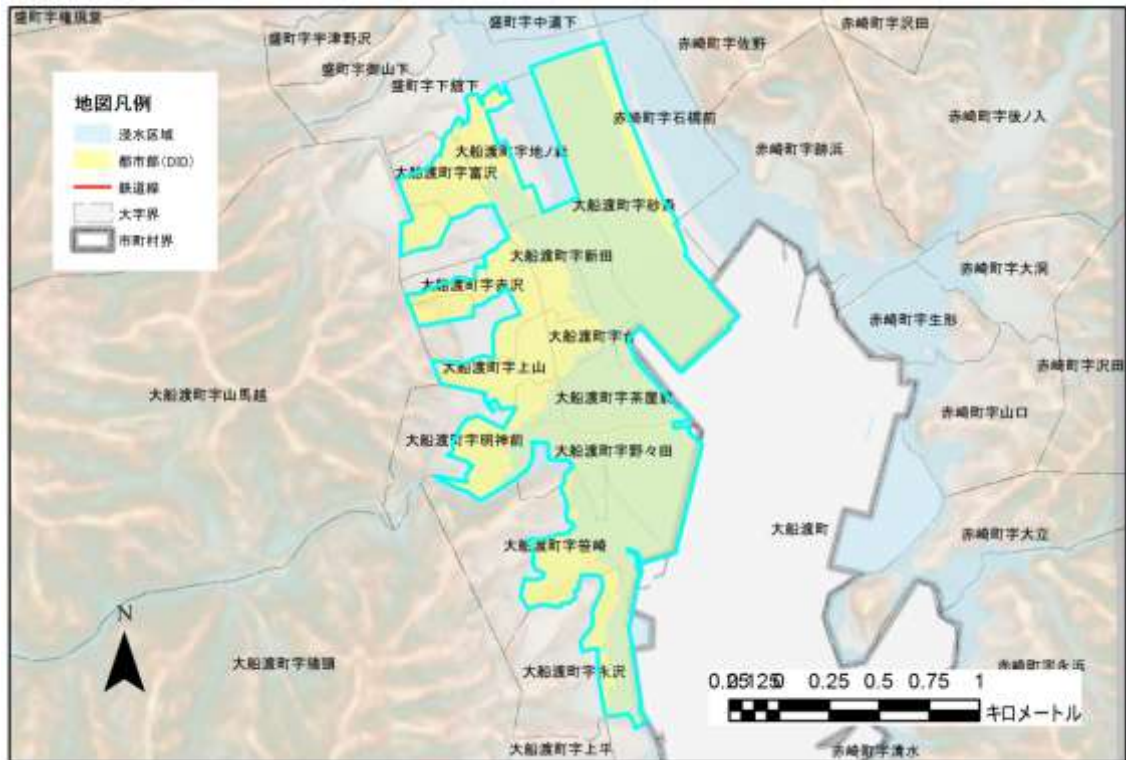 盛町字権現堂
盛町字中道下
赤崎町字沢田
盛町字宇津野沢
赤崎町字佐野
盛町字御山下
盛町字下舘下
地図凡例
浸水区域
都市部(DID)
鉄道線
大字界
市町村界
赤崎町字石橋前
赤崎町字後ノ入
大船渡町字地ノ森
赤崎町字跡浜
大船渡町字富沢
大船渡町字砂森
大船渡町字新田
赤崎町字大洞
大船渡町字赤沢
赤崎町字生形
大船渡町字台
大船渡町字上山
赤崎町字沢田
大船渡町字山馬越
大船渡町字茶屋前
赤崎町字山口
大船渡町字明神前
大船渡町字野々田
大船渡町
赤崎町字大立
大船渡町字笹崎
N
大船渡町字永沢
赤崎町字永浜
0.25 0.5 0.75 1
キロメートル
大船渡町字上平
赤崎町字清水